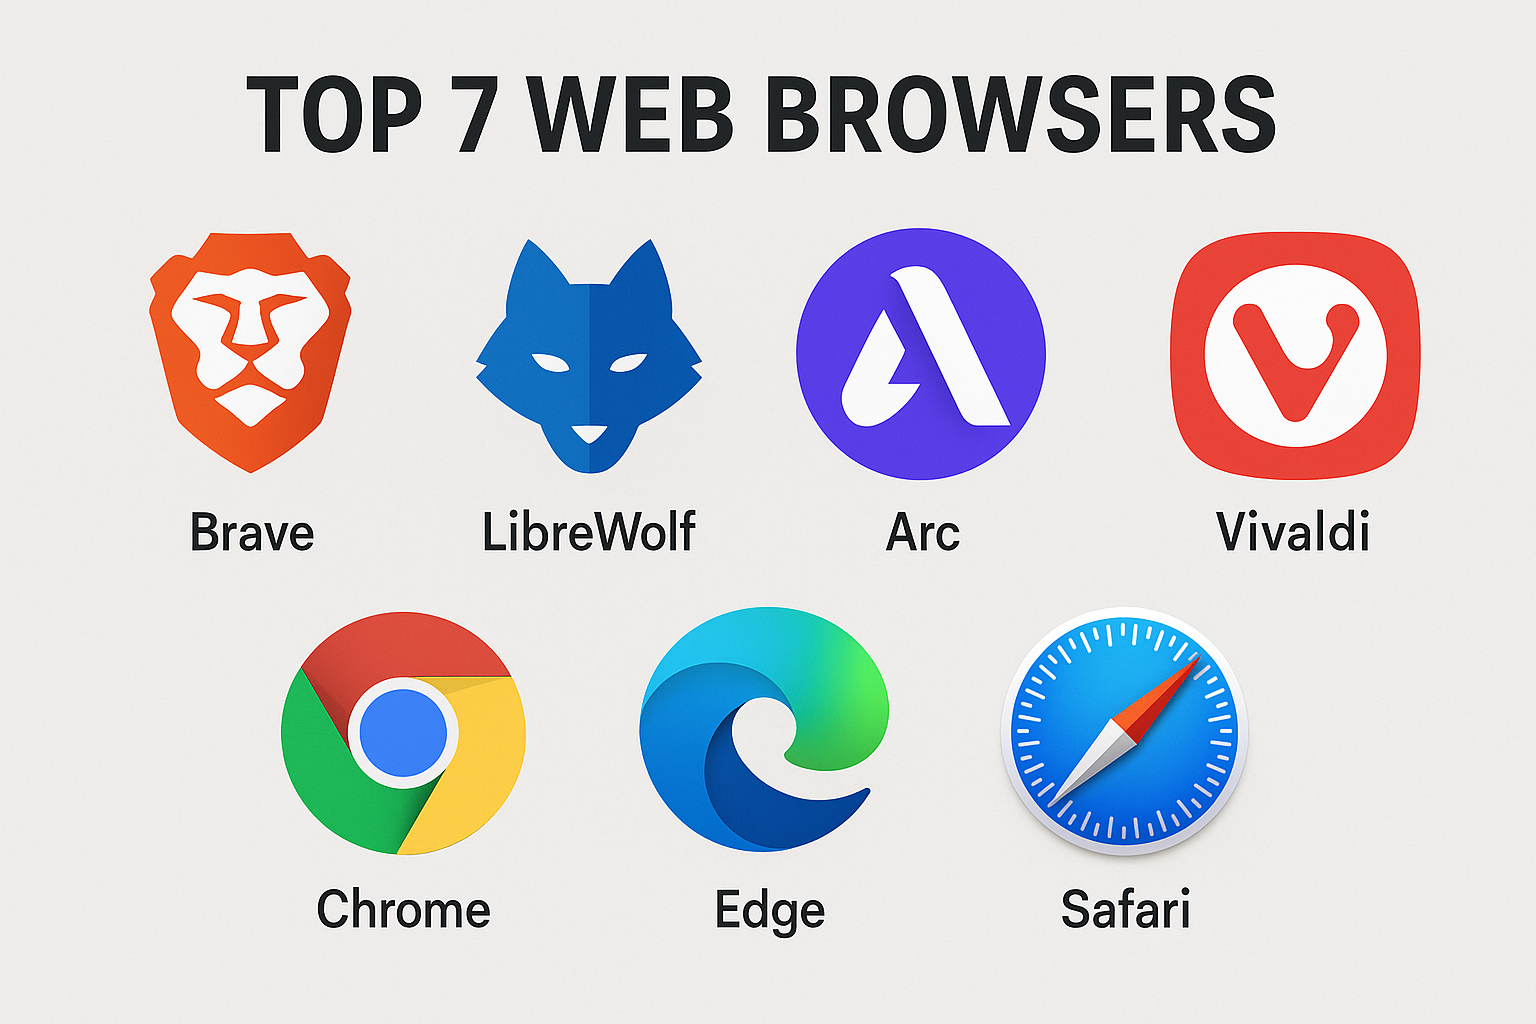 TOP 7 WEB BROWSERS
Brave
LibreWolf
Arc
Vivaldi
Chrome
Edge
Safari